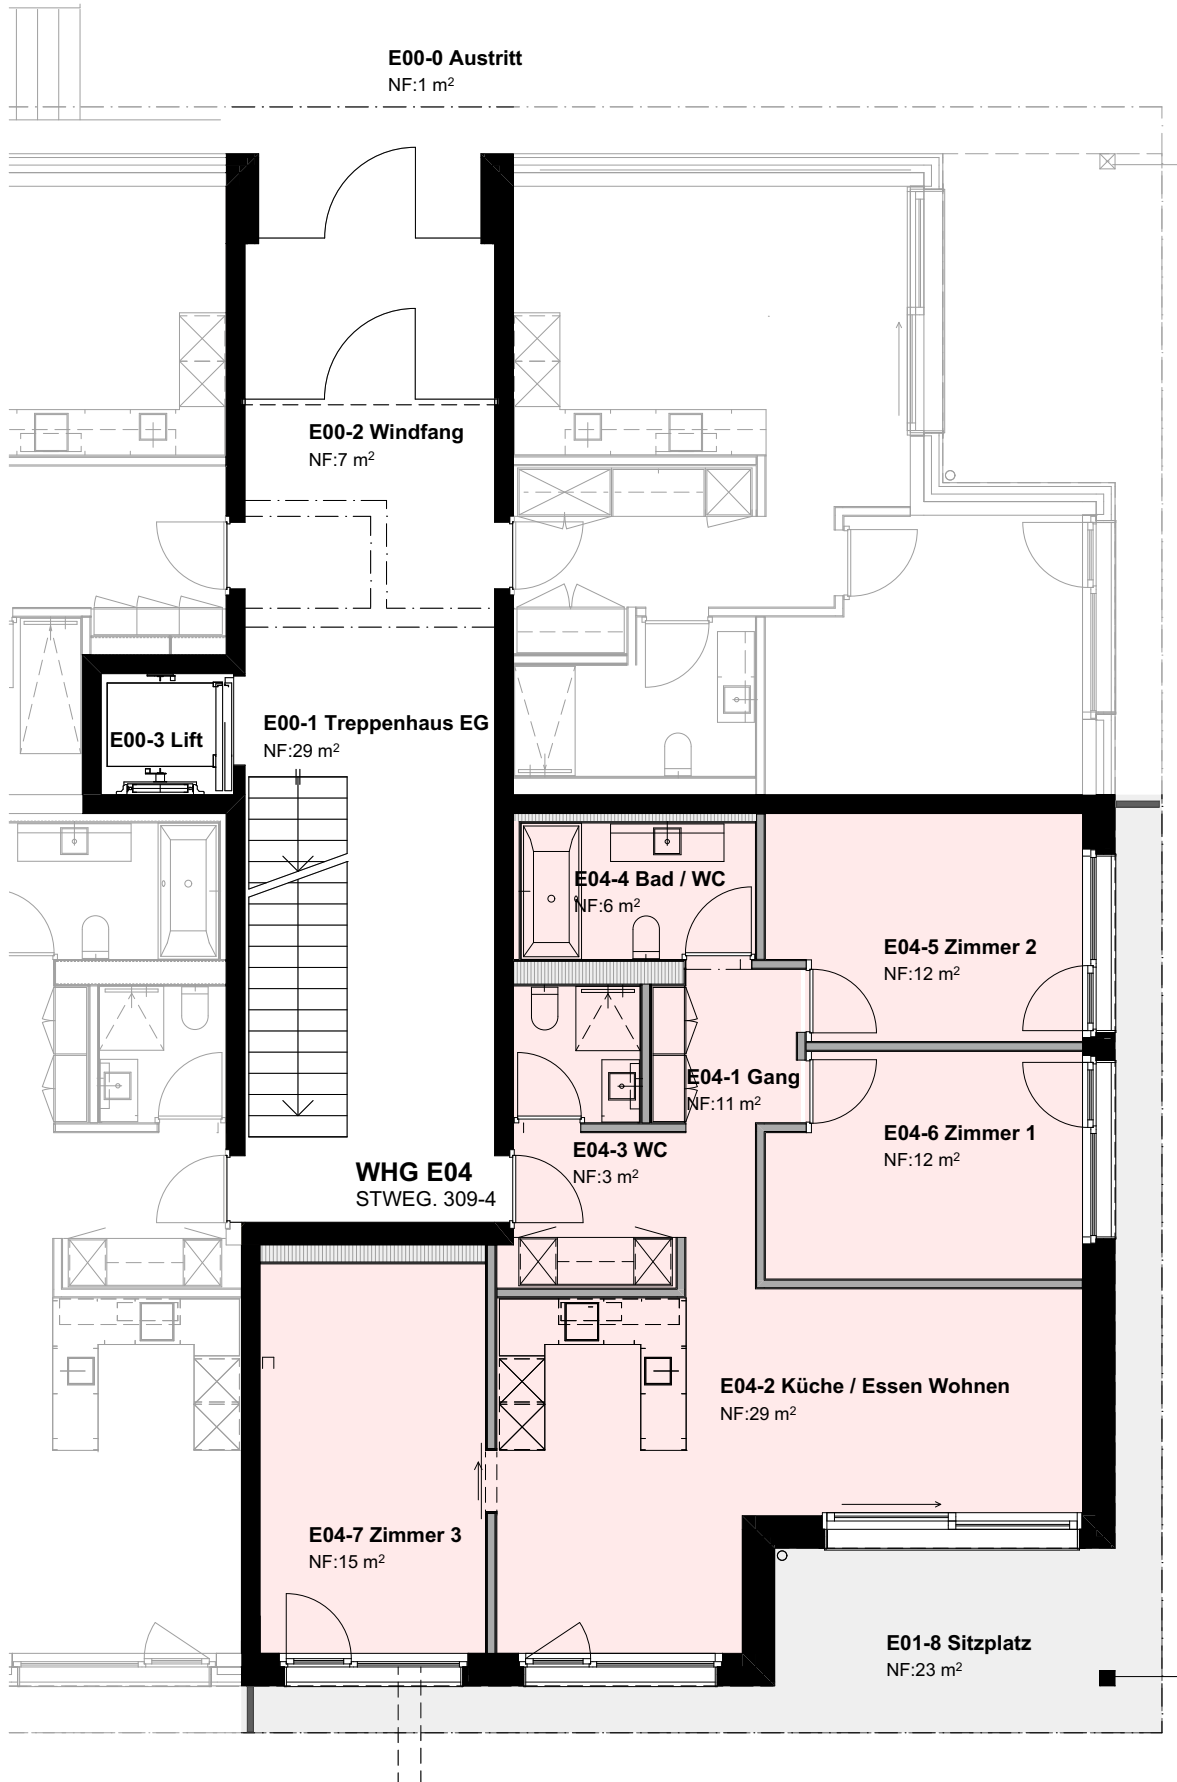 E00-0 Austritt
NF:1 m²
E00-2 Windfang
NF:7 m²
E00-1 Treppenhaus EG
NF:29 m²
E00-3 Lift
E04-4 Bad / WC
NF:6 m²
E04-5 Zimmer 2
NF:12 m²
E04-1 Gang
NF:11 m²
E04-6 Zimmer 1
NF:12 m²
E04-3 WC
NF:3 m²
WHG E04
STWEG. 309-4
E04-2 Küche / Essen Wohnen
NF:29 m²
E04-7 Zimmer 3
NF:15 m²
E01-8 Sitzplatz
NF:23 m²